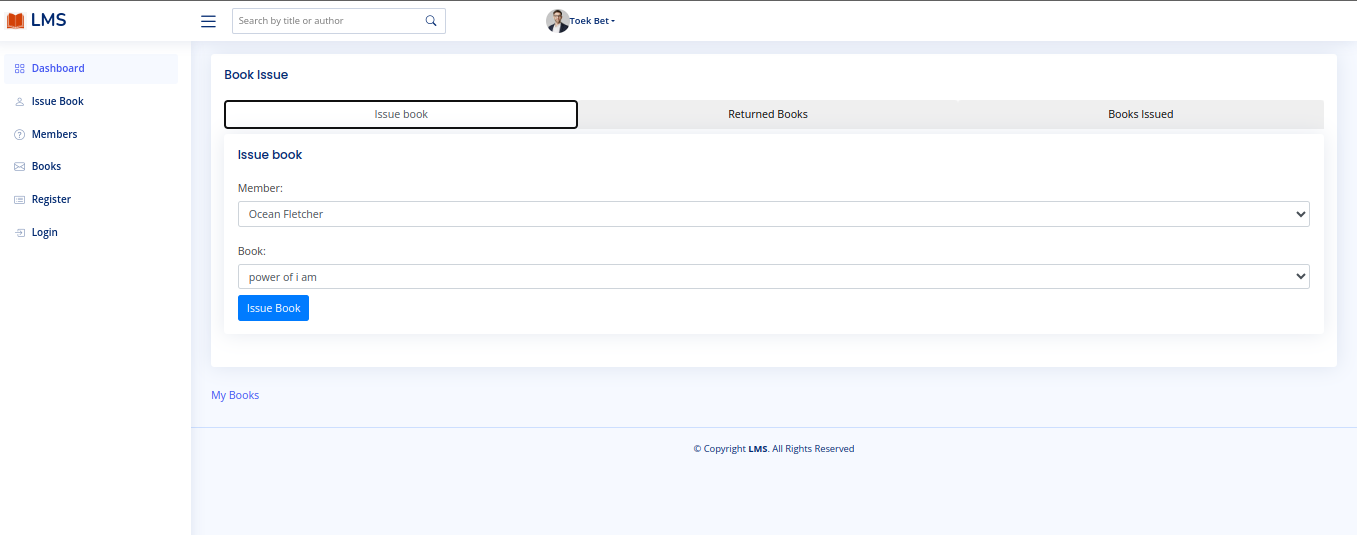 LMS
Search by title or author
Toek Bet
Dashboard
Issue Book
Members
Books
Register
Login
Book Issue
Issue book
Returned Books
Books Issued
Issue book
Member:
Ocean Fletcher
Book:
power of i am
Issue Book
My Books
© Copyright LMS. All Rights Reserved